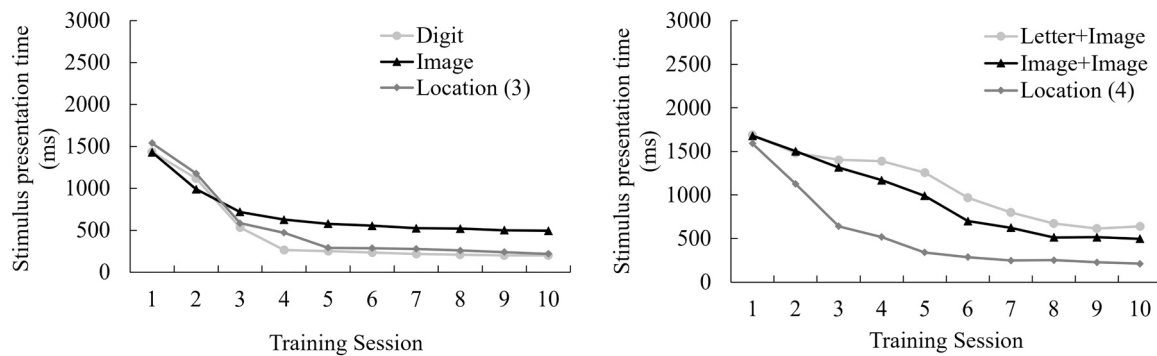 Stimulus presentation time
(ms)
3000
2500
2000
1500
1000
500
0
Digit
Image
Location (3)
1 2 3 4 5 6 7 8 9 10
Training Session
Stimulus presentation time
(ms)
3000
2500
2000
1500
1000
500
0
Letter+Image
Image+Image
Location (4)
1 2 3 4 5 6 7 8 9 10
Training Session